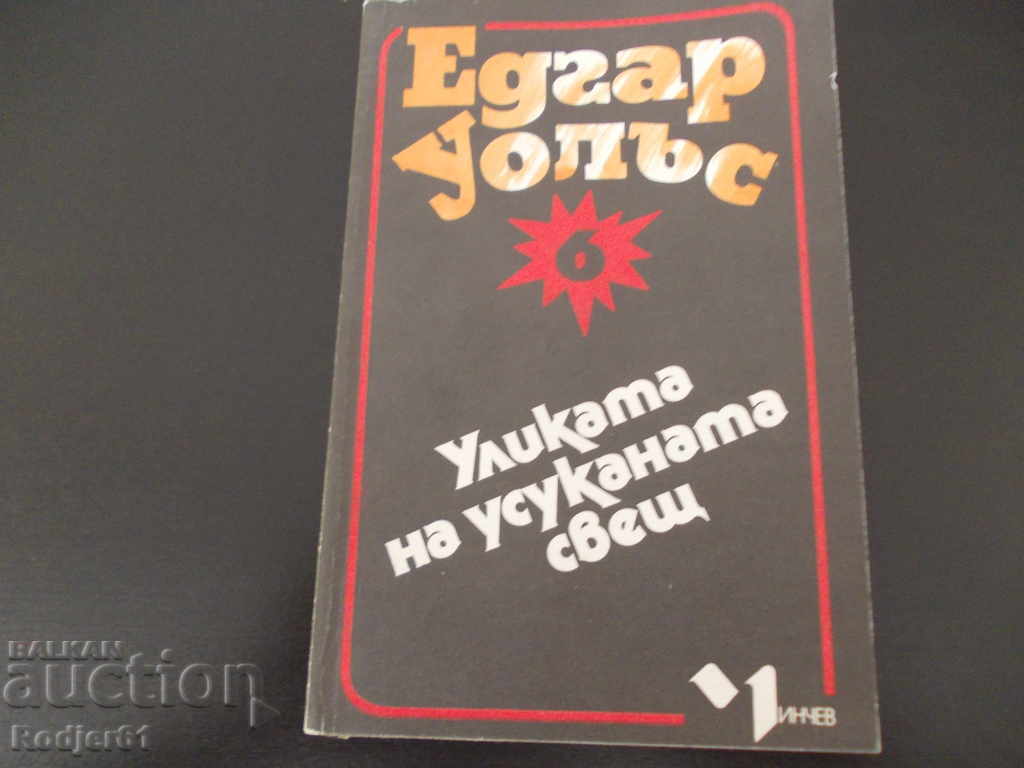 Едгар
Уолъс
6
Уликата
на усуканата
свещ
ИНЧЕВ
BALKAN
auction
Rodjer61